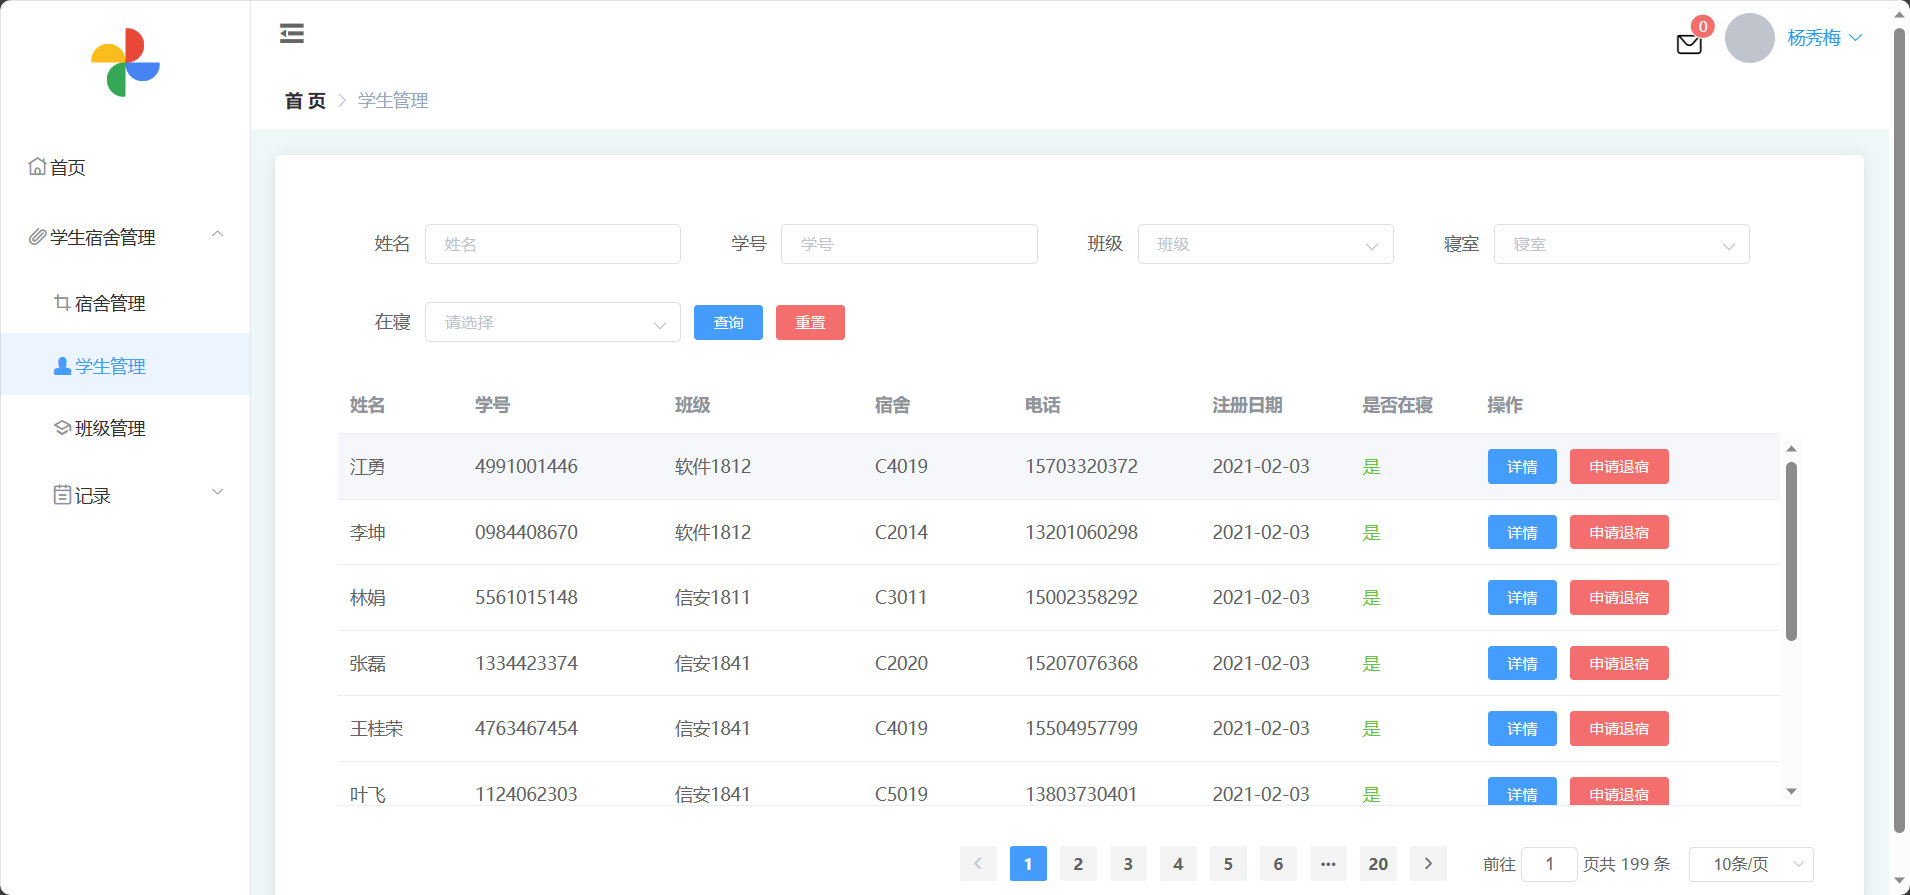 0
杨秀梅
首页 学生管理
首页
学生宿舍管理
宿舍管理
学生管理
班级管理
记录
姓名 姓名 学号 学号 班级 班级 寝室 寝室
在寝 请选择 查询 重置
姓名 学号 班级 宿舍 电话 注册日期 是否在寝 操作
江勇 4991001446 软件1812 C4019 15703320372 2021-02-03 是 详情 申请退宿
李坤 0984408670 软件1812 C2014 13201060298 2021-02-03 是 详情 申请退宿
林娟 5561015148 信安1811 C3011 15002358292 2021-02-03 是 详情 申请退宿
张磊 1334423374 信安1841 C2020 15207076368 2021-02-03 是 详情 申请退宿
王桂荣 4763467454 信安1841 C4019 15504957799 2021-02-03 是 详情 申请退宿
叶飞 1124062303 信安1841 C5019 13803730401 2021-02-03 是 详情 申请退宿
1 2 3 4 5 6 ··· 20 前往 1 页共 199 条 10条/页